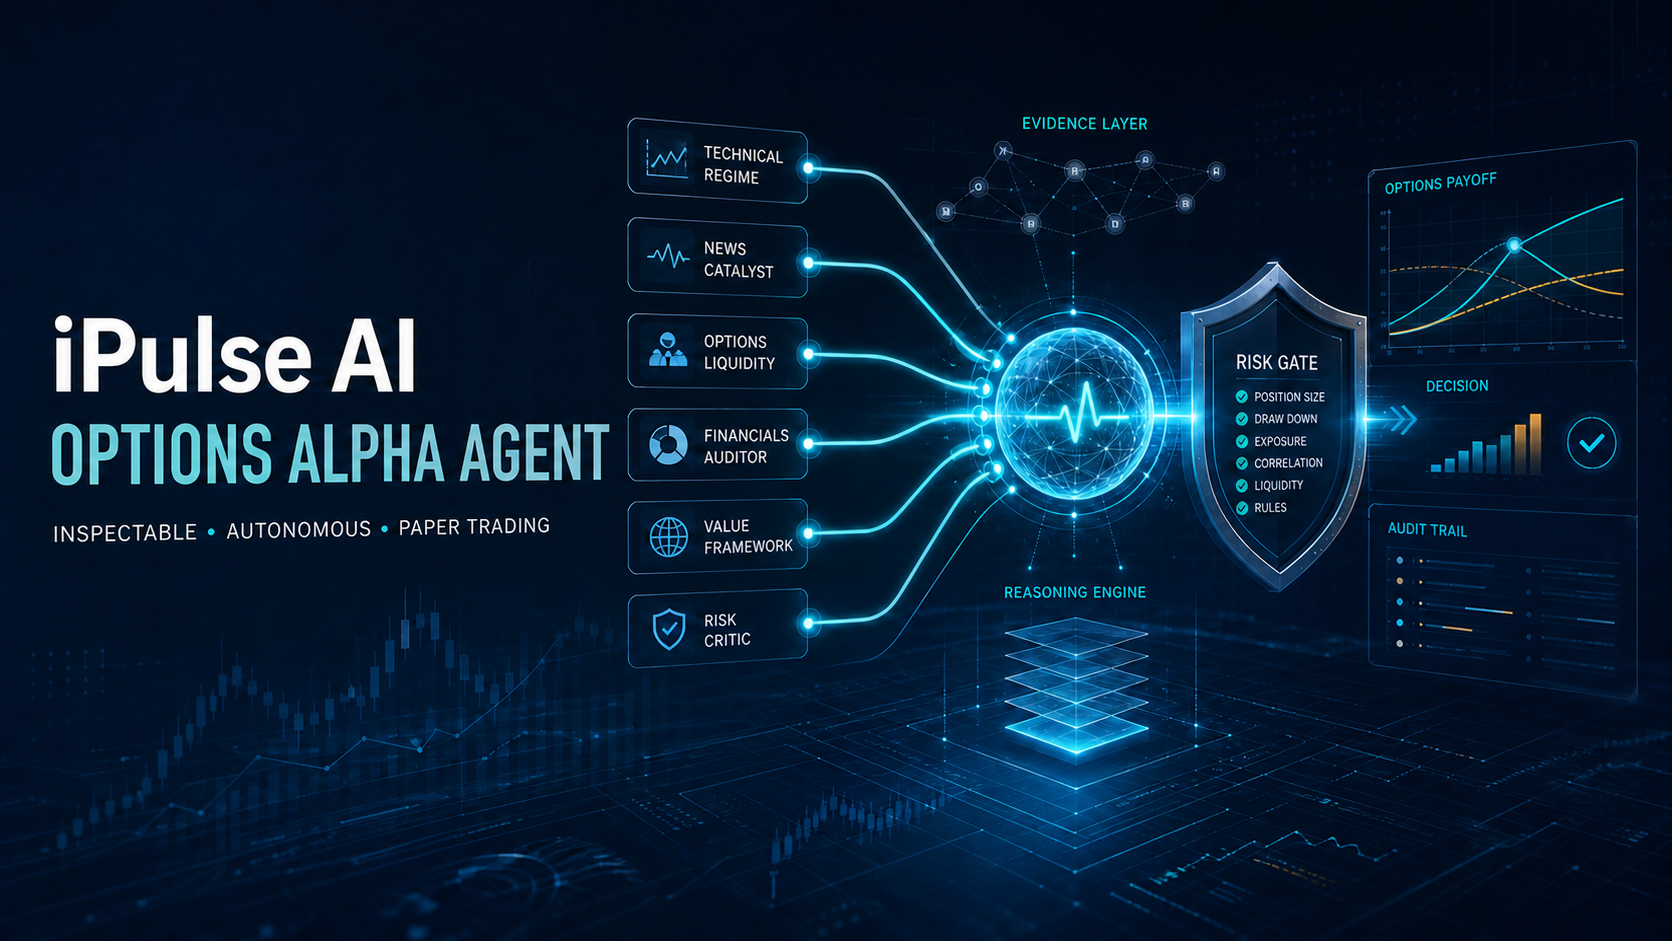 iPulse AI
OPTIONS ALPHA AGENT
INSPECTABLE • AUTONOMOUS • PAPER TRADING
TECHNICAL
REGIME
NEWS
CATALYST
OPTIONS
LIQUIDITY
FINANCIALS
AUDITOR
VALUE
FRAMEWORK
RISK
CRITIC
EVIDENCE LAYER
REASONING ENGINE
RISK GATE
POSITION SIZE
DRAW DOWN
EXPOSURE
CORRELATION
LIQUIDITY
RULES
OPTIONS PAYOFF
DECISION
AUDIT TRAIL